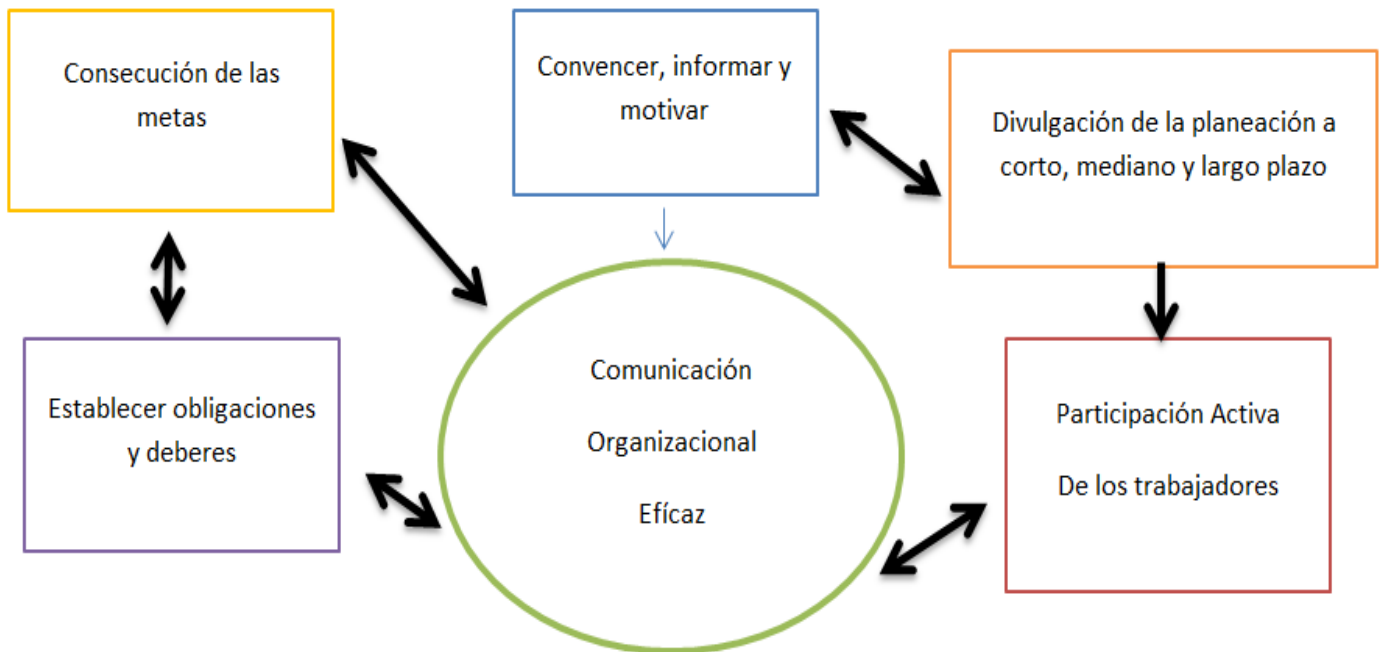 Consecución de las
metas
Convencer, informar y
motivar
Divulgación de la planeación a
corto, mediano y largo plazo
Establecer obligaciones
y deberes
Comunicación
Organizacional
Efícaz
Participación Activa
De los trabajadores